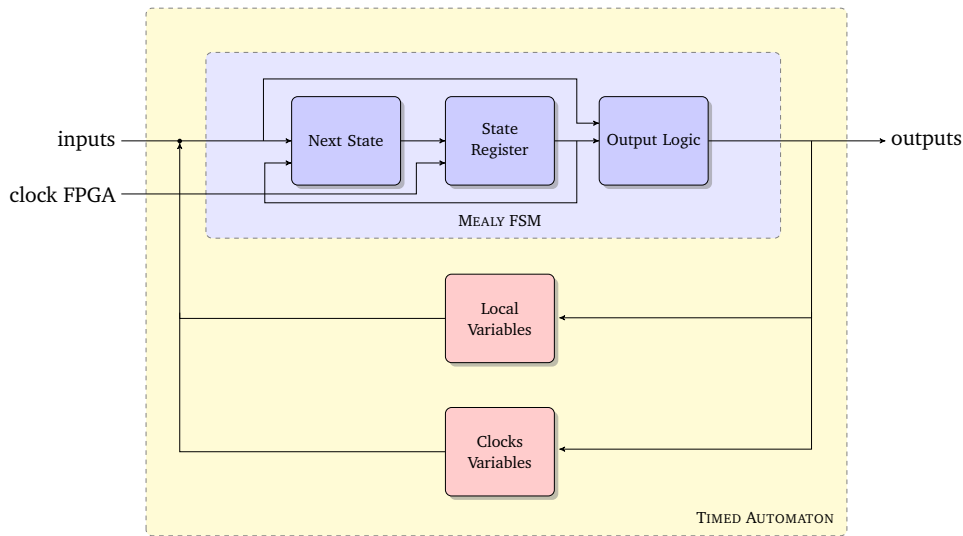 inputs
Next State
State
Register
Output Logic
outputs
clock FPGA
MEALY FSM
Local
Variables
Clocks
Variables
TIMED AUTOMATON